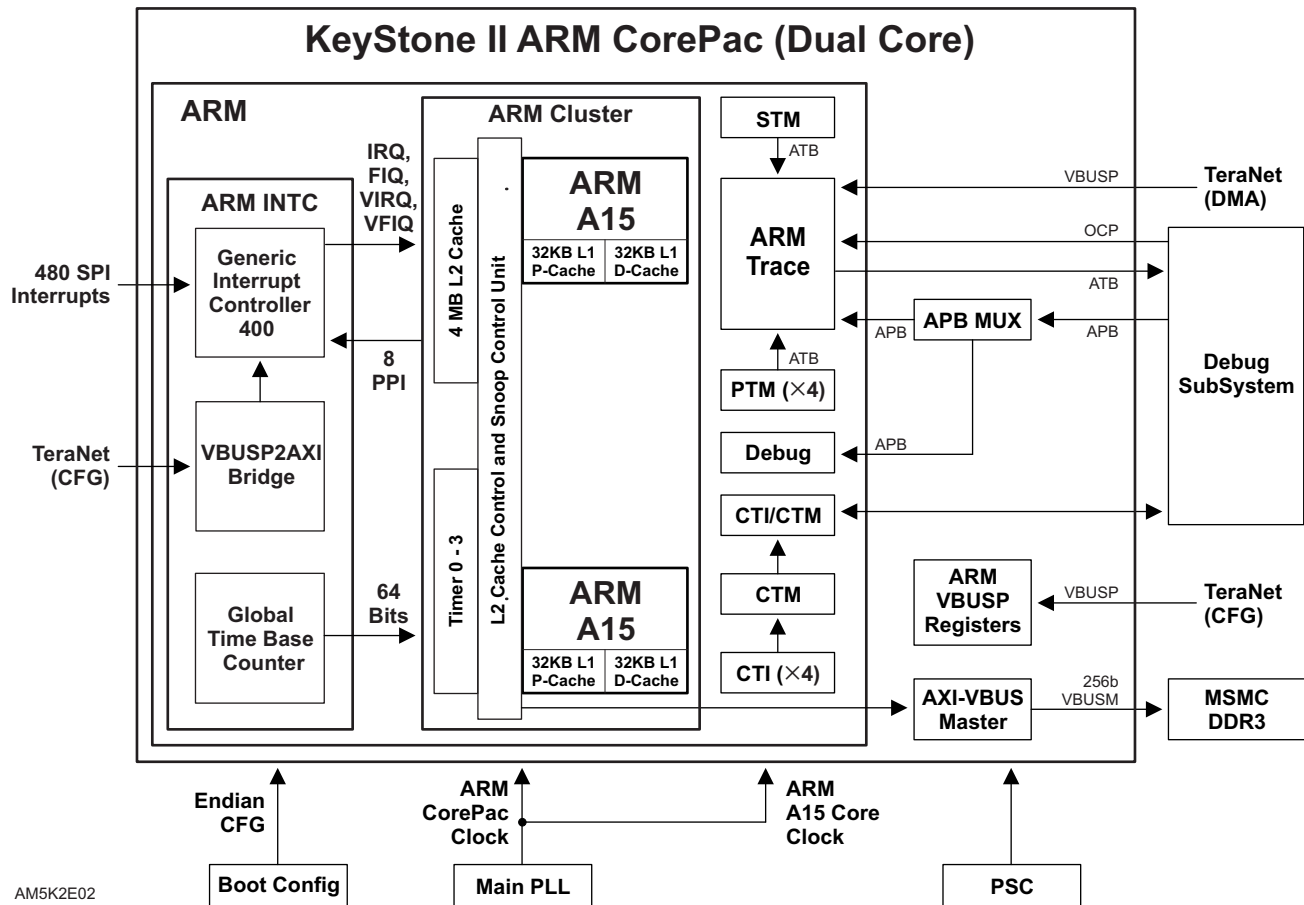 KeyStone II ARM CorePac (Dual Core)
ARM
ARM INTC
Generic
Interrupt
Controller
400
VBUSP2AXI
Bridge
Global
Time Base
Counter
480 SPI
Interrupts
TeraNet
(CFG)
IRQ,
FIQ,
VIRQ,
VFIQ
8
PPI
64
Bits
ARM Cluster
4 MB L2 Cache
Timer 0 - 3
L2 Cache Control and Snoop Control Unit
ARM
A15
32KB L1
P-Cache
32KB L1
D-Cache
ARM
A15
32KB L1
P-Cache
32KB L1
D-Cache
STM
ATB
ARM
Trace
ATB
PTM (×4)
Debug
CTI/CTM
CTM
CTI (×4)
VBUSP
TeraNet
(DMA)
OCP
ATB
APB
APB MUX
APB
APB
Debug
SubSystem
ARM
VBUSP
Registers
VBUSP
TeraNet
(CFG)
AXI-VBUS
Master
256b
VBUSM
MSMC
DDR3
Endian
CFG
Boot Config
ARM
CorePac
Clock
Main PLL
ARM
A15 Core
Clock
PSC
AM5K2E02